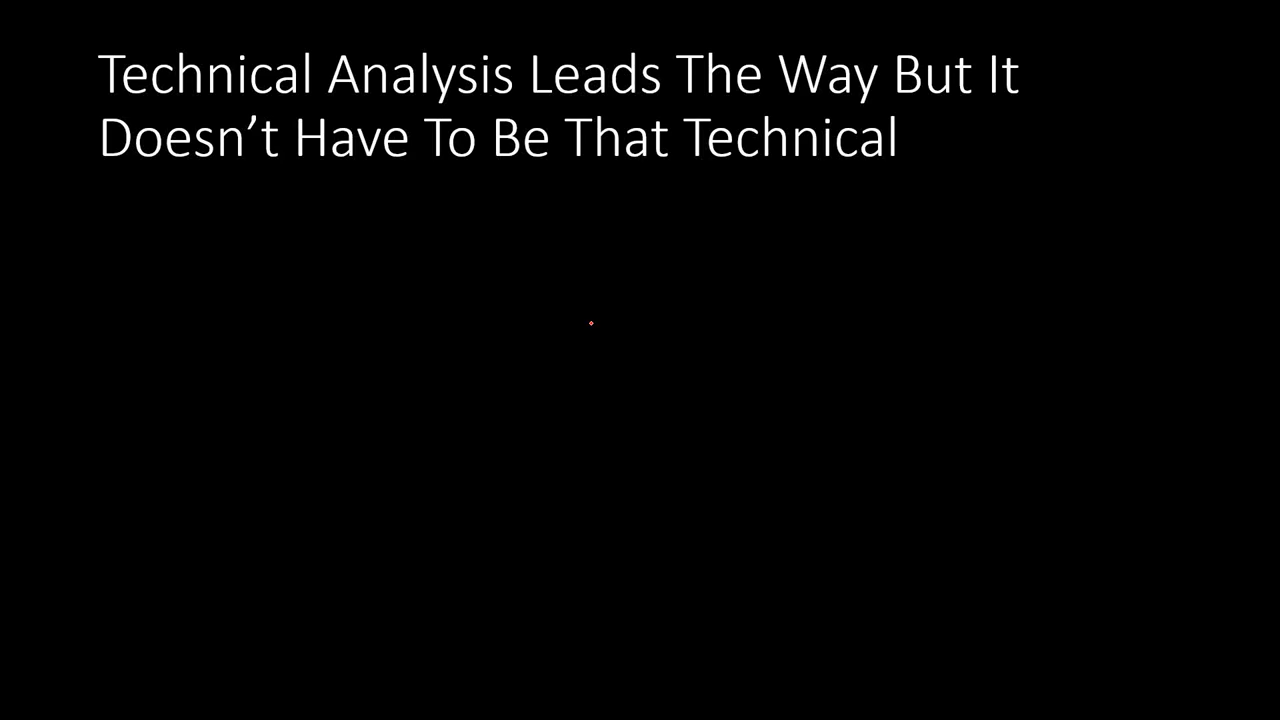 Technical Analysis Leads The Way But It
Doesn’t Have To Be That Technical